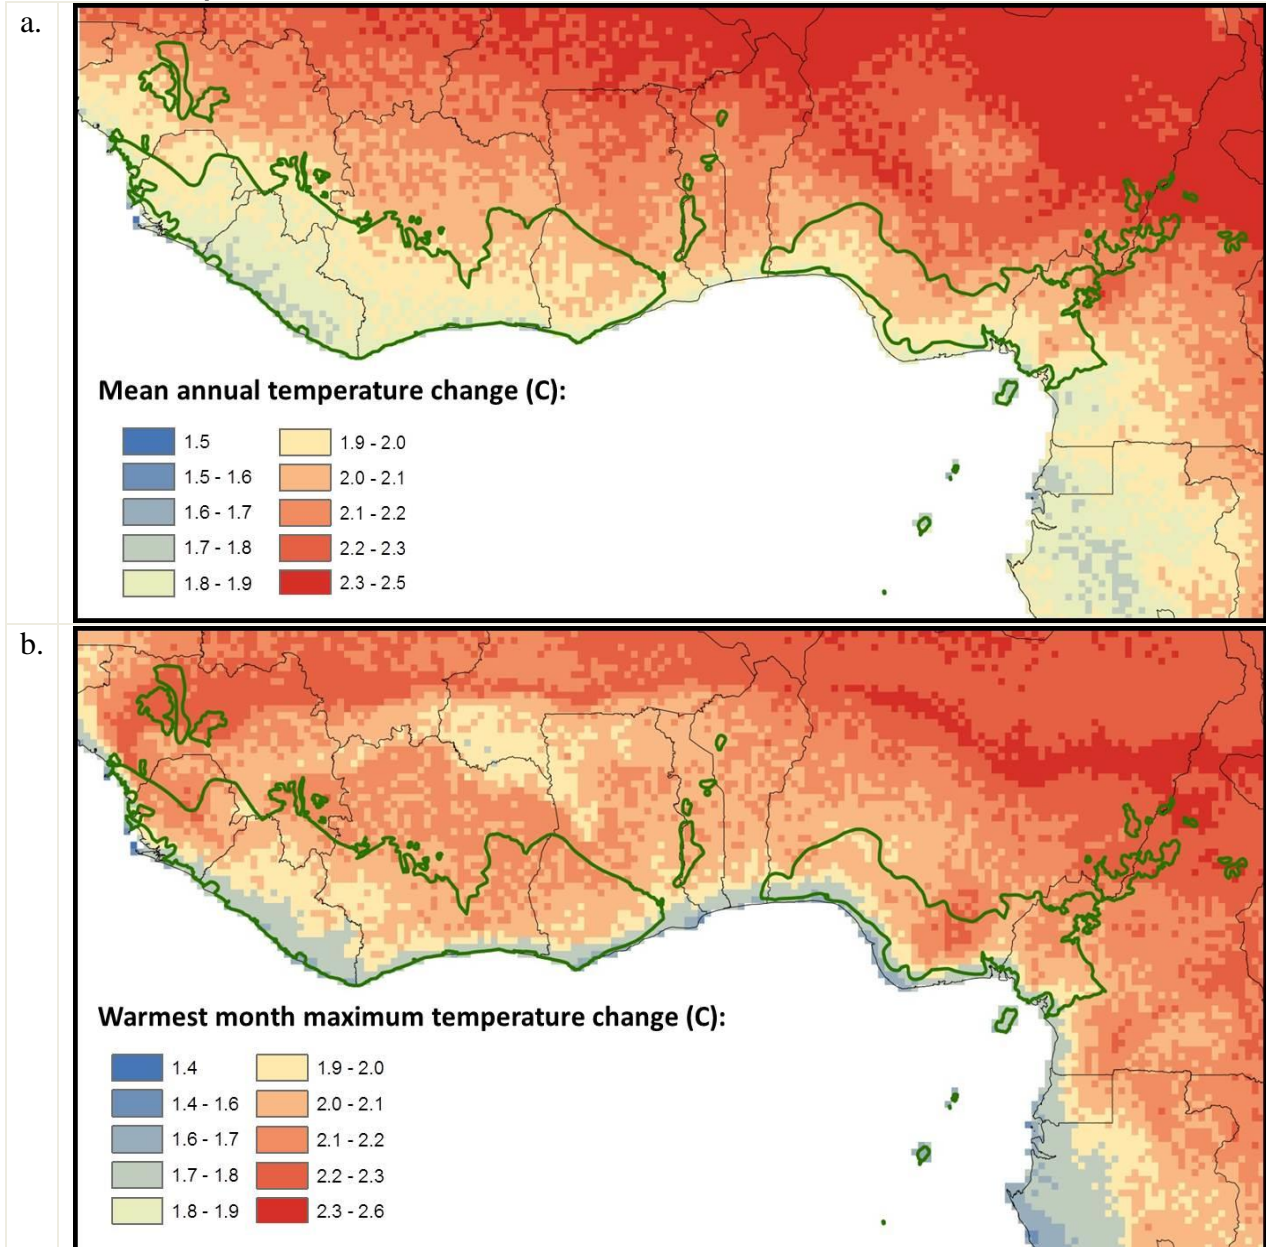 a.
Mean annual temperature change (C):
1.5
1.5 - 1.6
1.6 - 1.7
1.7 - 1.8
1.8 - 1.9
1.9 - 2.0
2.0 - 2.1
2.1 - 2.2
2.2 - 2.3
2.3 - 2.5
b.
Warmest month maximum temperature change (C):
1.4
1.4 - 1.6
1.6 - 1.7
1.7 - 1.8
1.8 - 1.9
1.9 - 2.0
2.0 - 2.1
2.1 - 2.2
2.2 - 2.3
2.3 - 2.6